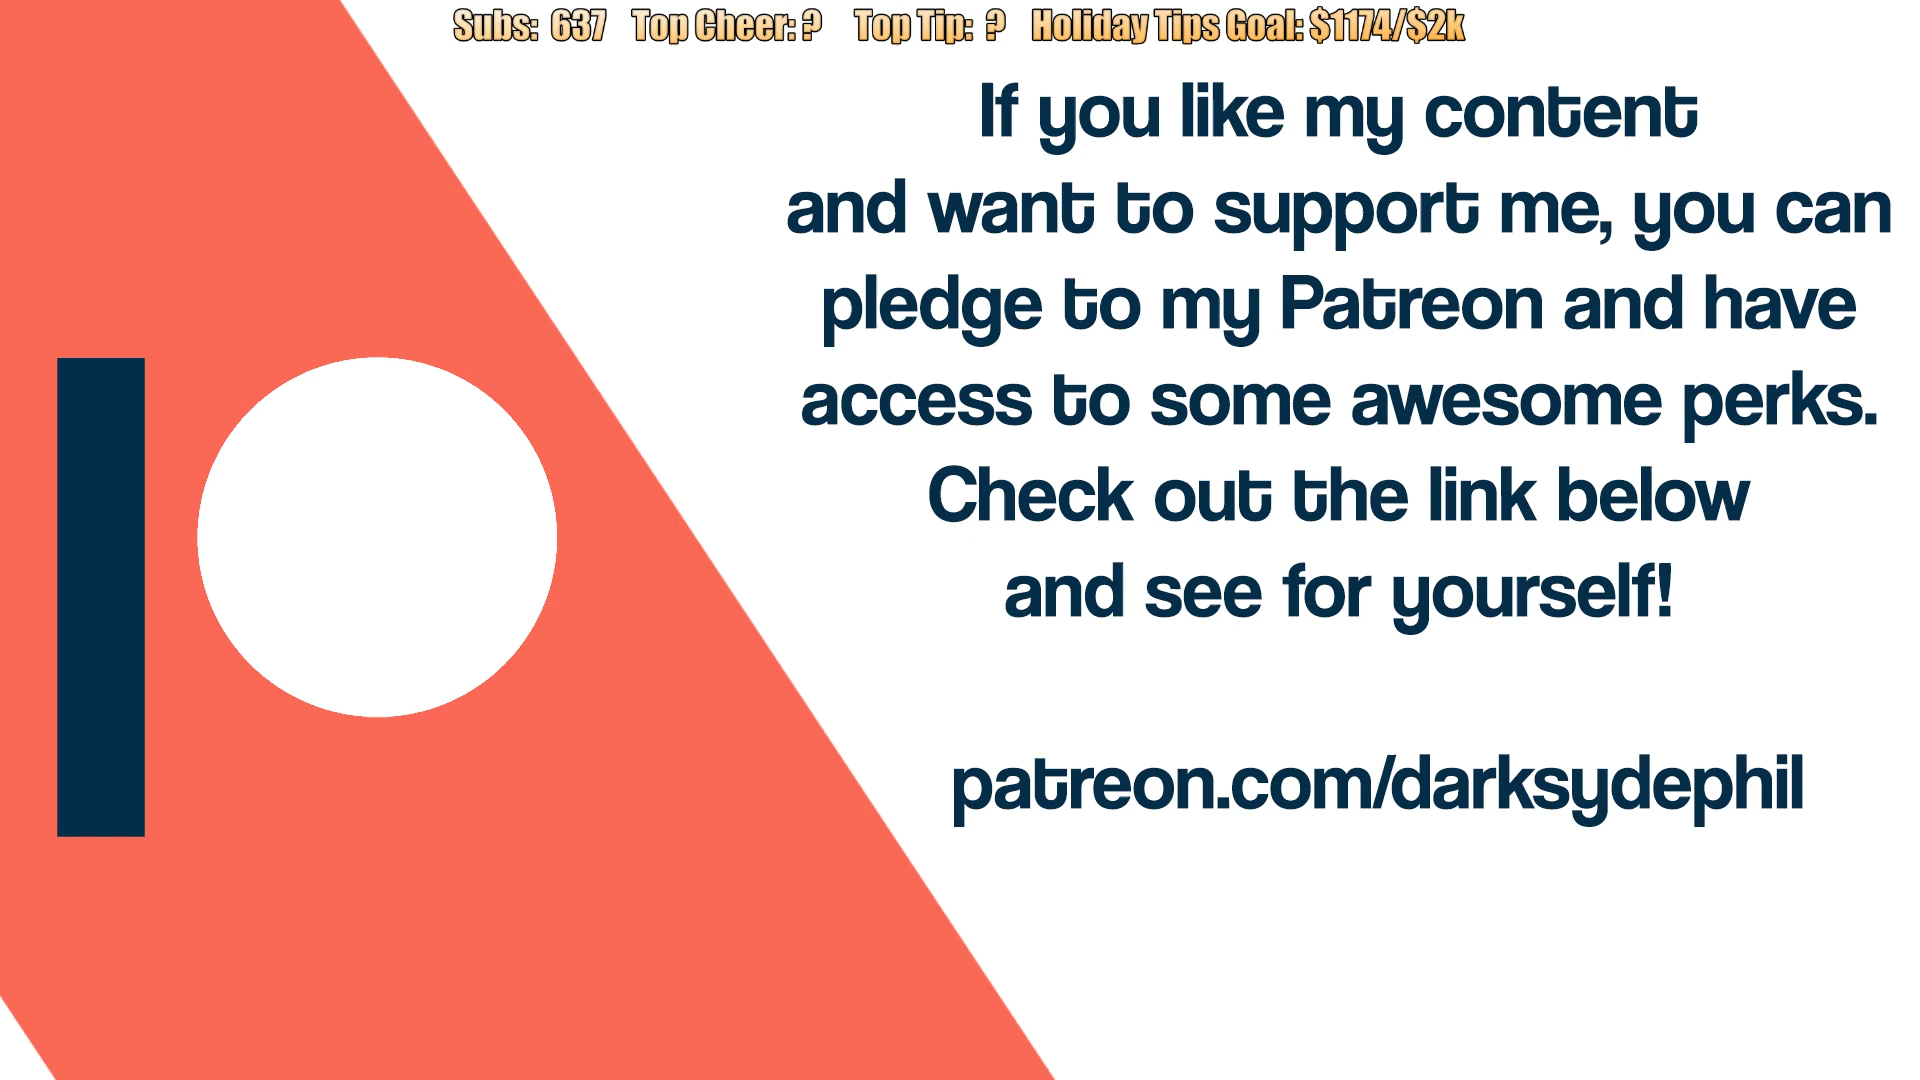 Subs: 637 Top Cheer: ? Top Tip: ? Holiday Tips Goal: $1174/$2k
If you like my content
and want to support me, you can
pledge to my Patreon and have
access to some awesome perks.
Check out the link below
and see for yourself!
patreon.com/darksydephil